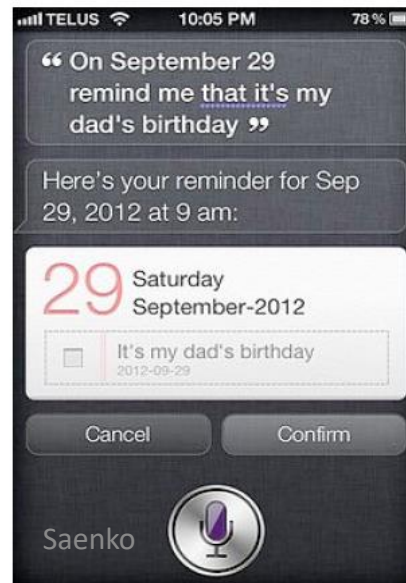 TELUS 10:05 PM 78%
“ On September 29
remind me that it's my
dad's birthday ”
Here's your reminder for Sep
29, 2012 at 9 am:
29 Saturday
September-2012
It's my dad's birthday
2012-09-29
Cancel Confirm
Saenko